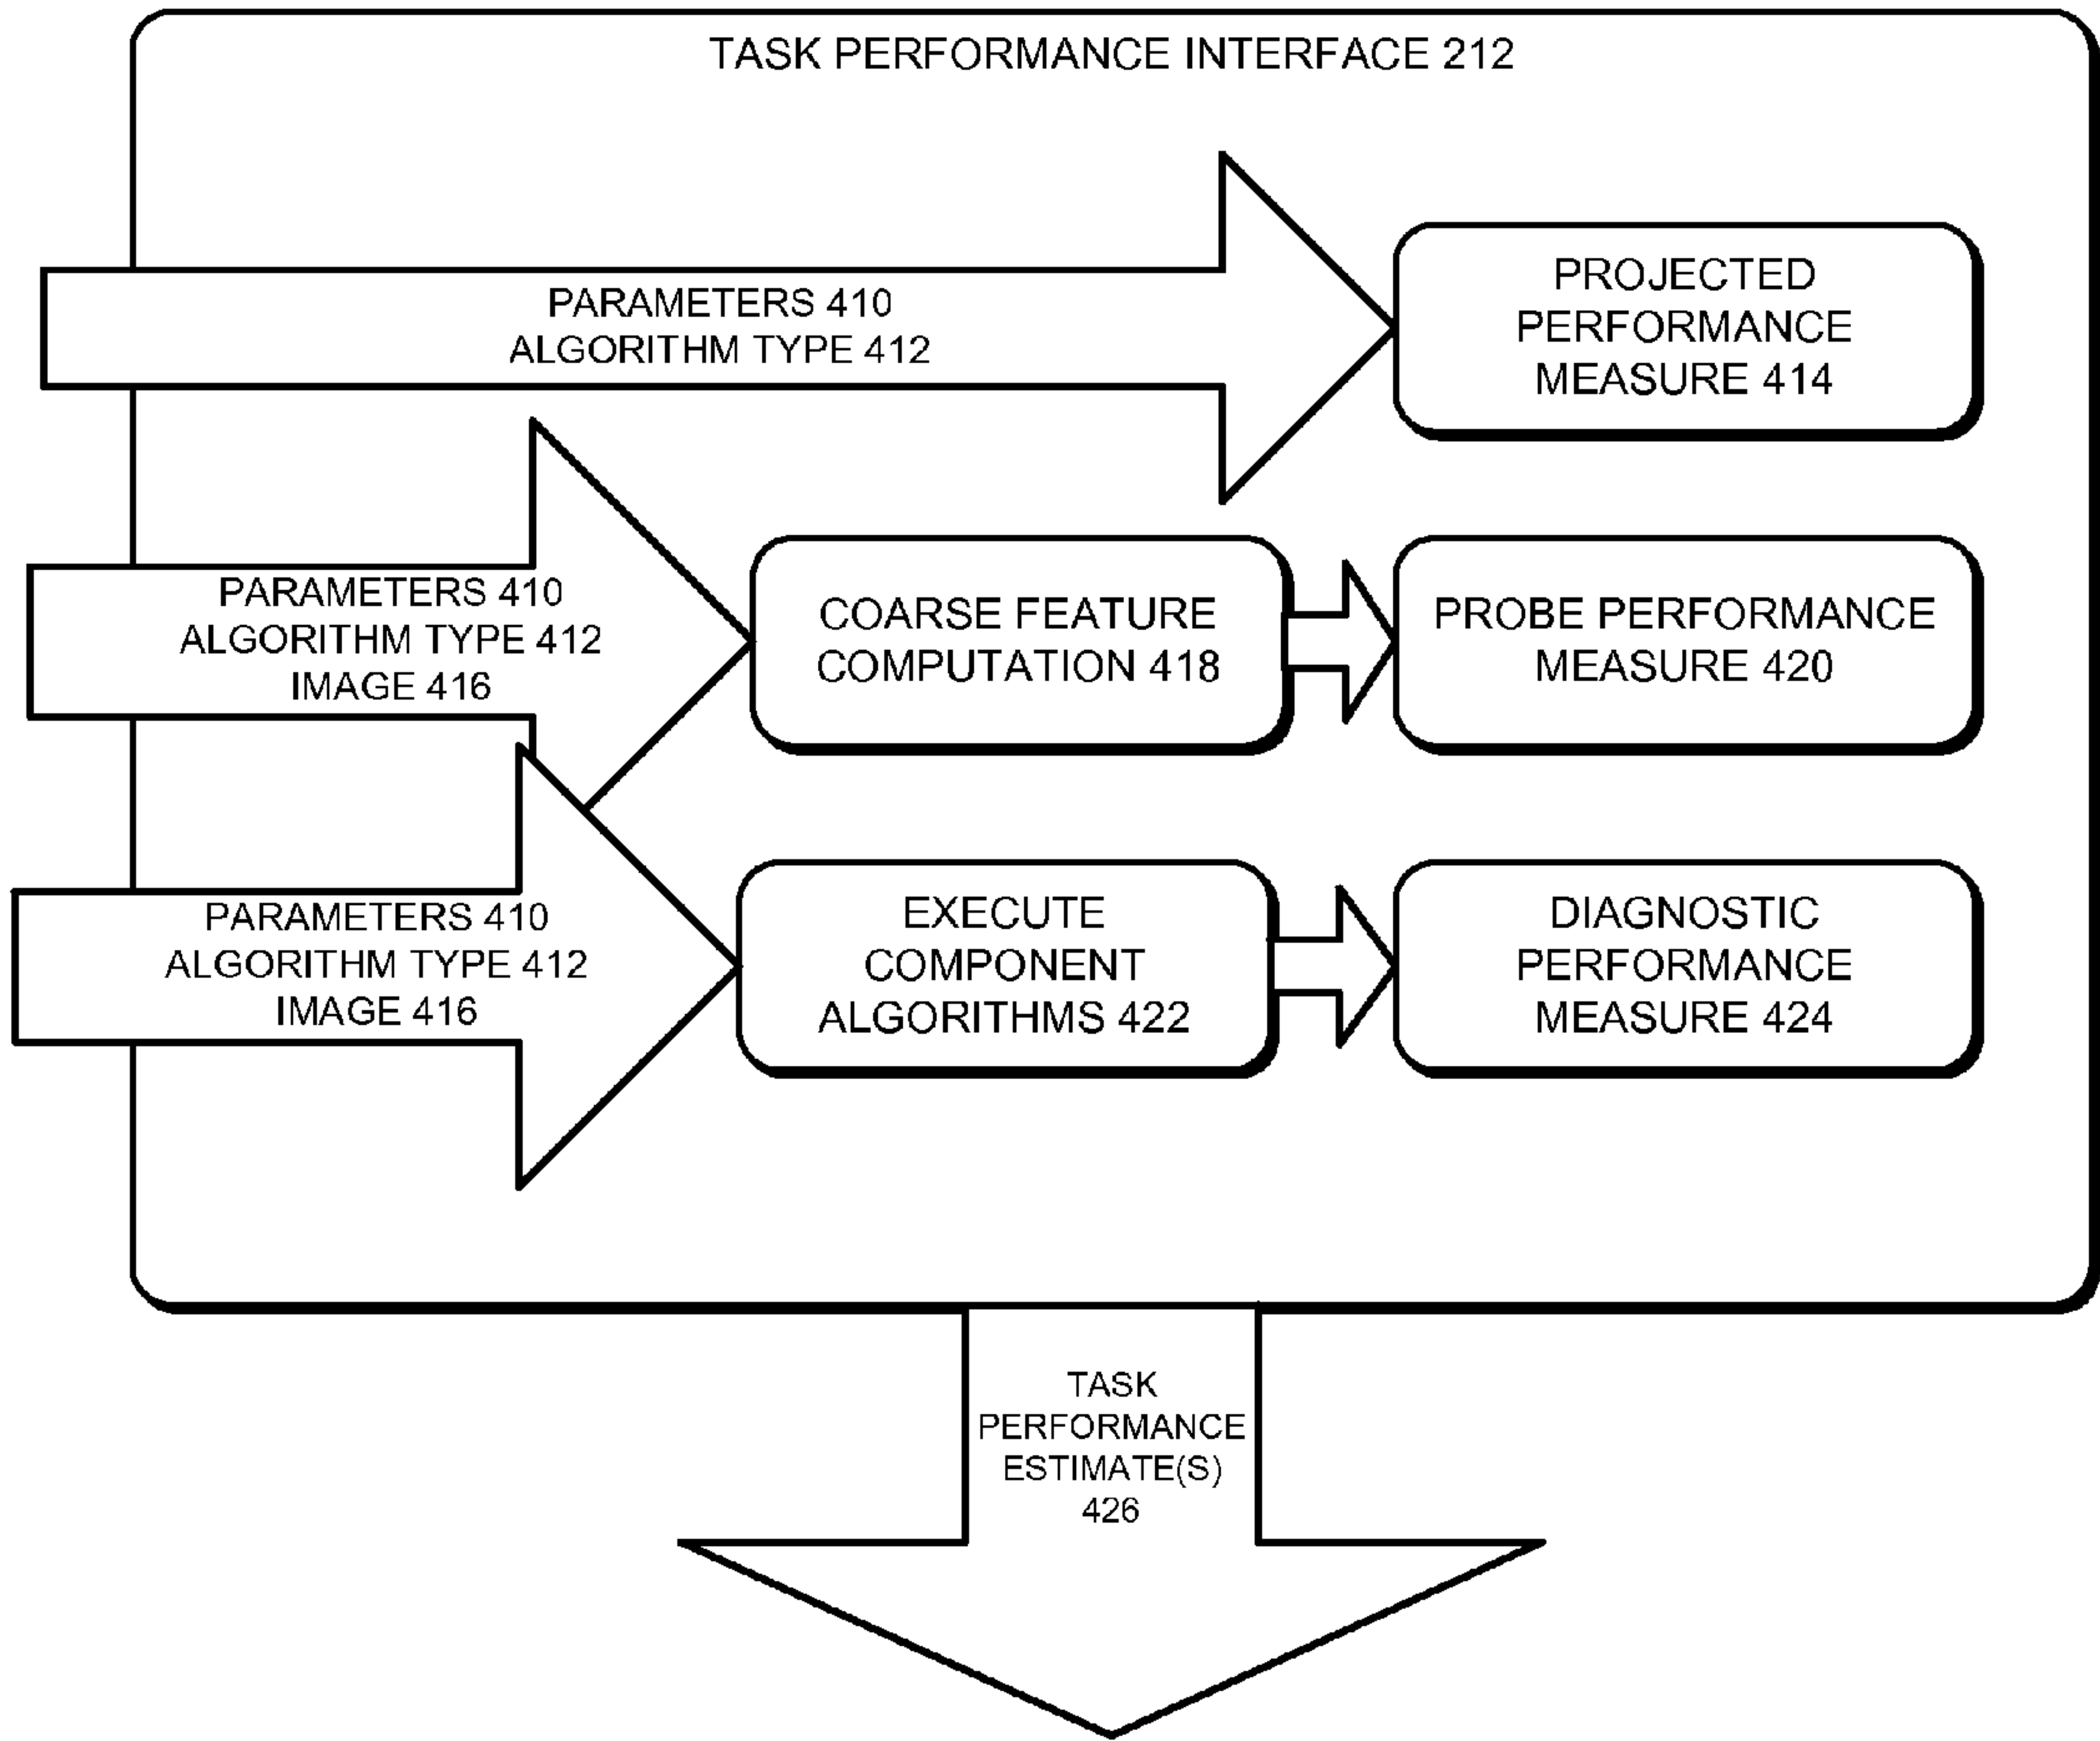 TASK PERFORMANCE INTERFACE 212
PARAMETERS 410
ALGORITHM TYPE 412
PROJECTED
PERFORMANCE
MEASURE 414
PARAMETERS 410
ALGORITHM TYPE 412
IMAGE 416
COARSE FEATURE
COMPUTATION 418
PROBE PERFORMANCE
MEASURE 420
PARAMETERS 410
ALGORITHM TYPE 412
IMAGE 416
EXECUTE
COMPONENT
ALGORITHMS 422
DIAGNOSTIC
PERFORMANCE
MEASURE 424
TASK
PERFORMANCE
ESTIMATE(S)
426